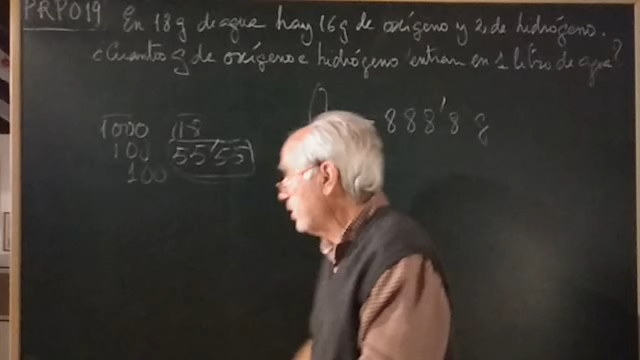 PRP019 En 18 g de agua hay 16 g de oxígeno y 2 de hidrógeno.
¿Cuantos g de oxígeno e hidrógeno entran en 1 litro de agua?
1000 18
100 55'55
100
888'8 g